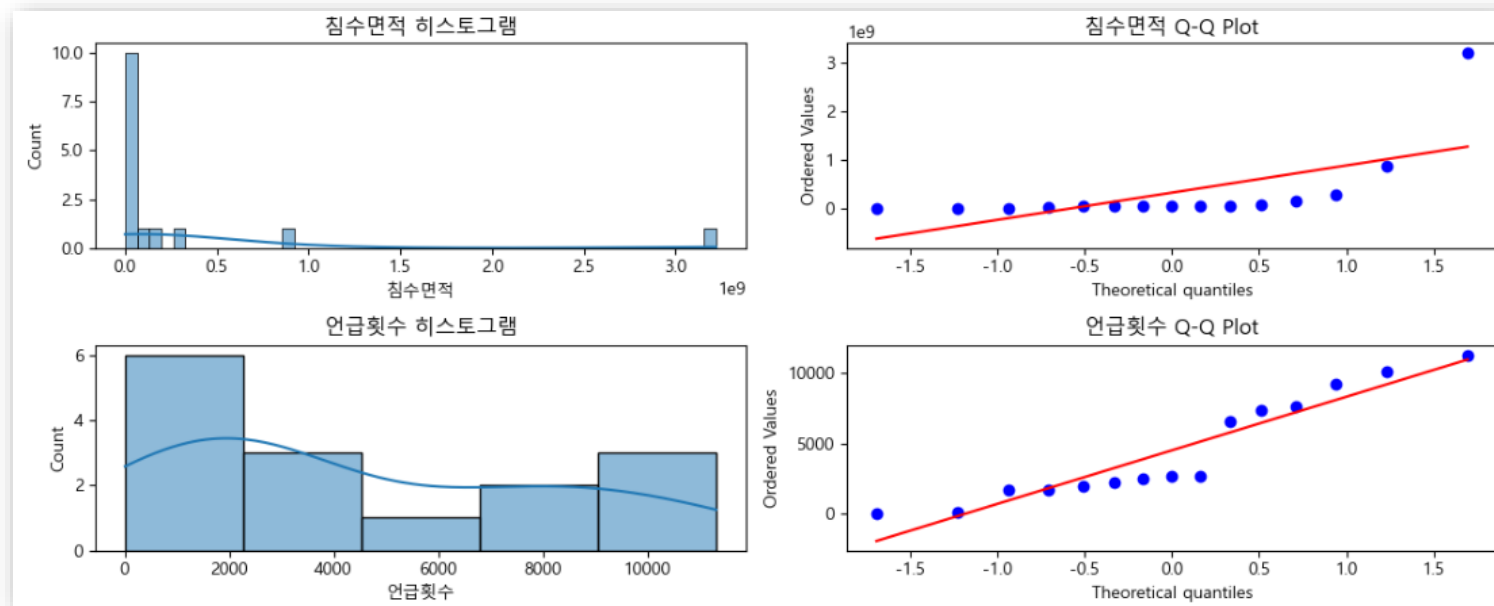 침수면적 히스토그램
10.0
7.5
5.0
2.5
0.0
Count
0.0 0.5 1.0 1.5 2.0 2.5 3.0
침수면적
1e9
침수면적 Q-Q Plot
1e9
3
2
1
0
Ordered Values
-1.5 -1.0 -0.5 0.0 0.5 1.0 1.5
Theoretical quantiles
언급횟수 히스토그램
6
4
2
0
Count
0 2000 4000 6000 8000 10000
언급횟수
언급횟수 Q-Q Plot
10000
5000
0
Ordered Values
-1.5 -1.0 -0.5 0.0 0.5 1.0 1.5
Theoretical quantiles